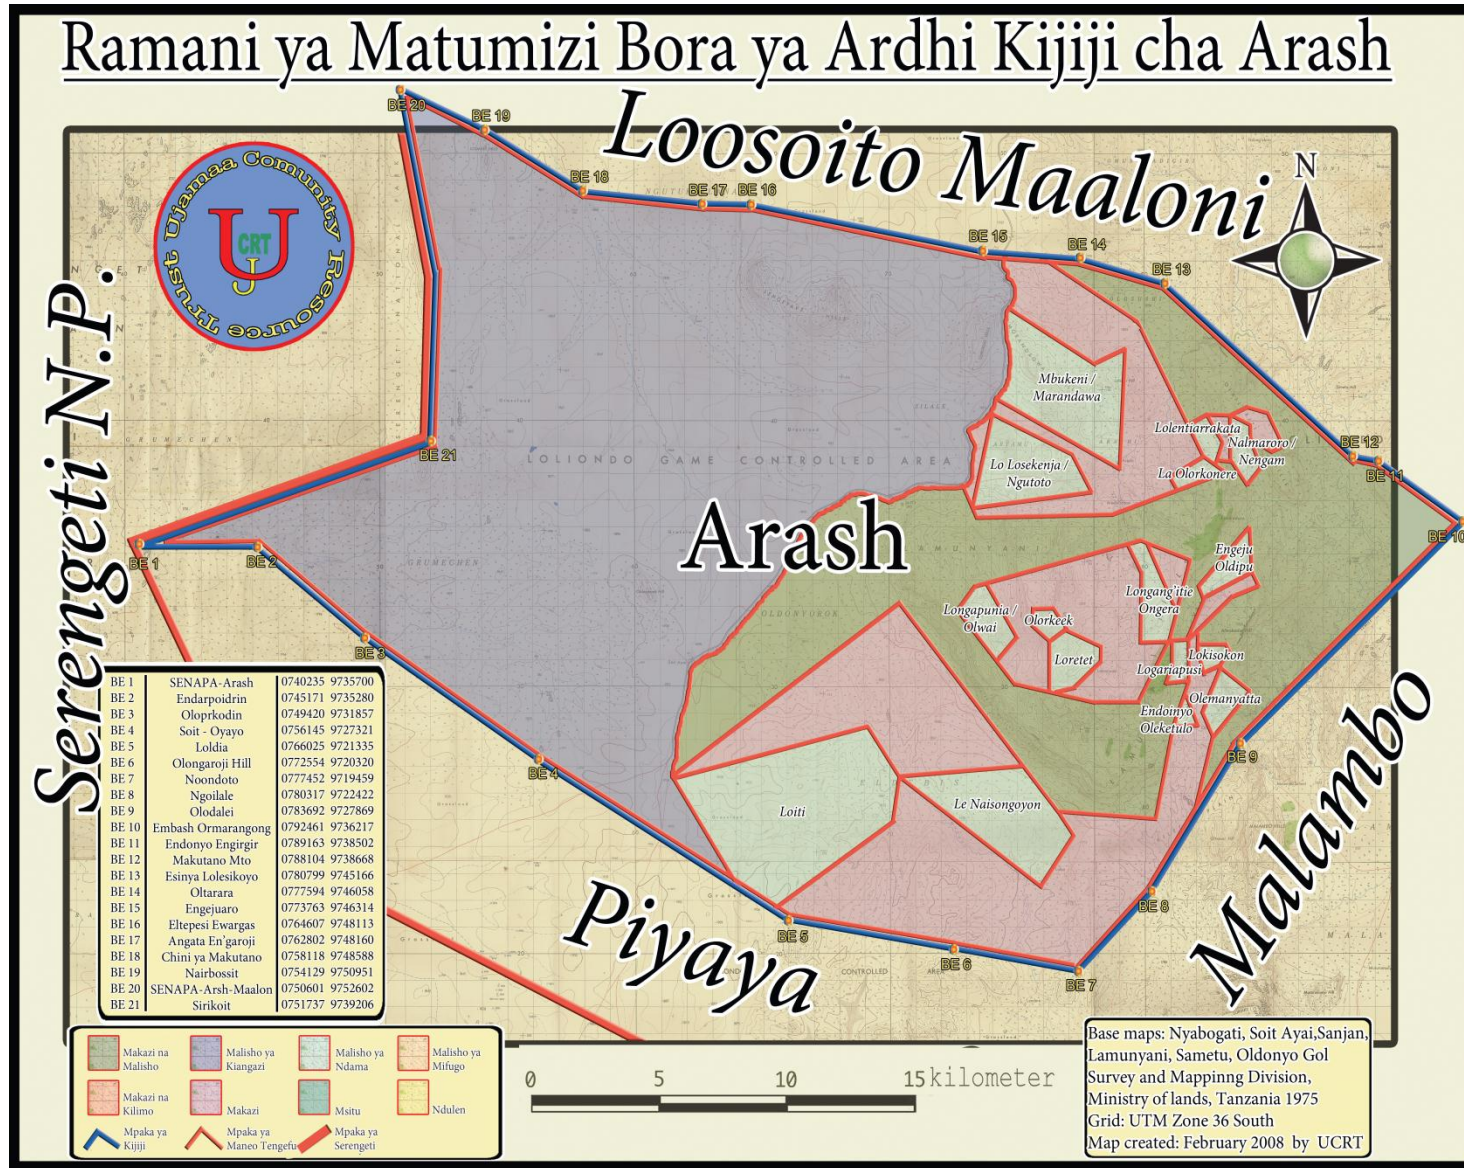 Ramani ya Matumizi Bora ya Ardhi Kijiji cha Arash
Loosoito Maaloni
N
Ujamaa Comunity Resource Trust
U
CRT
J
Serengeti N.P.
BE 20
BE 19
BE 18
BE 17
BE 16
BE 15
BE 14
BE 13
BE 12
BE 11
BE 10
BE 21
BE 1
BE 2
BE 3
BE 4
BE 5
BE 6
BE 7
BE 8
BE 9
Mbukeni /
Marandawa
Lo Losekenja /
Ngutoto
Lolentiarrakata
Nalmaroro /
Nengam
La Olorkonere
LOLIONDO GAME CONTROLLED AREA
GRUMECHEN
GRUMECHEN
OLDONYOROK
ZILALE
Arash
Engeju
Oldipu
Longang'itie
Ongera
Longapunia /
Olwai
Olorkeek
Loretet
Lokisokon
Logariapusi
Olemanyatta
Endoinyo
Oleketulo
Loiti
Le Naisongoyon
Piyaya
Malambo
CONTROLLED AREA
BE 1 SENAPA-Arash 0740235 9735700
BE 2 Endarpoidrin 0745171 9735280
BE 3 Oloprkodin 0749420 9731857
BE 4 Soit - Oyayo 0756145 9727321
BE 5 Loldia 0766025 9721335
BE 6 Olongaroji Hill 0772554 9720320
BE 7 Noondoto 0777452 9719459
BE 8 Ngoilale 0780317 9722422
BE 9 Olodalei 0783692 9727869
BE 10 Embash Ormarangong 0792461 9736217
BE 11 Endonyo Engirgir 0789163 9738502
BE 12 Makutano Mto 0788104 9738668
BE 13 Esinya Lolesikoyo 0780799 9745166
BE 14 Oltarara 0777594 9746058
BE 15 Engejuaro 0773763 9746314
BE 16 Eltepesi Ewargas 0764607 9748113
BE 17 Angata En'garoji 0762802 9748160
BE 18 Chini ya Makutano 0758118 9748588
BE 19 Nairbossit 0754129 9750951
BE 20 SENAPA-Arsh-Maalon 0750601 9752602
BE 21 Sirikoit 0751737 9739206
Makazi na
Malisho
Malisho ya
Kiangazi
Malisho ya
Ndama
Malisho ya
Mifugo
Makazi na
Kilimo
Makazi
Msitu
Ndulen
Mpaka ya
Kijiji
Mpaka ya
Maneo Tengefu
Mpaka ya
Serengeti
0 5 10 15 kilometer
Base maps: Nyabogati, Soit Ayai,Sanjan,
Lamunyani, Sametu, Oldonyo Gol
Survey and Mappinng Division,
Ministry of lands, Tanzania 1975
Grid: UTM Zone 36 South
Map created: February 2008 by UCRT